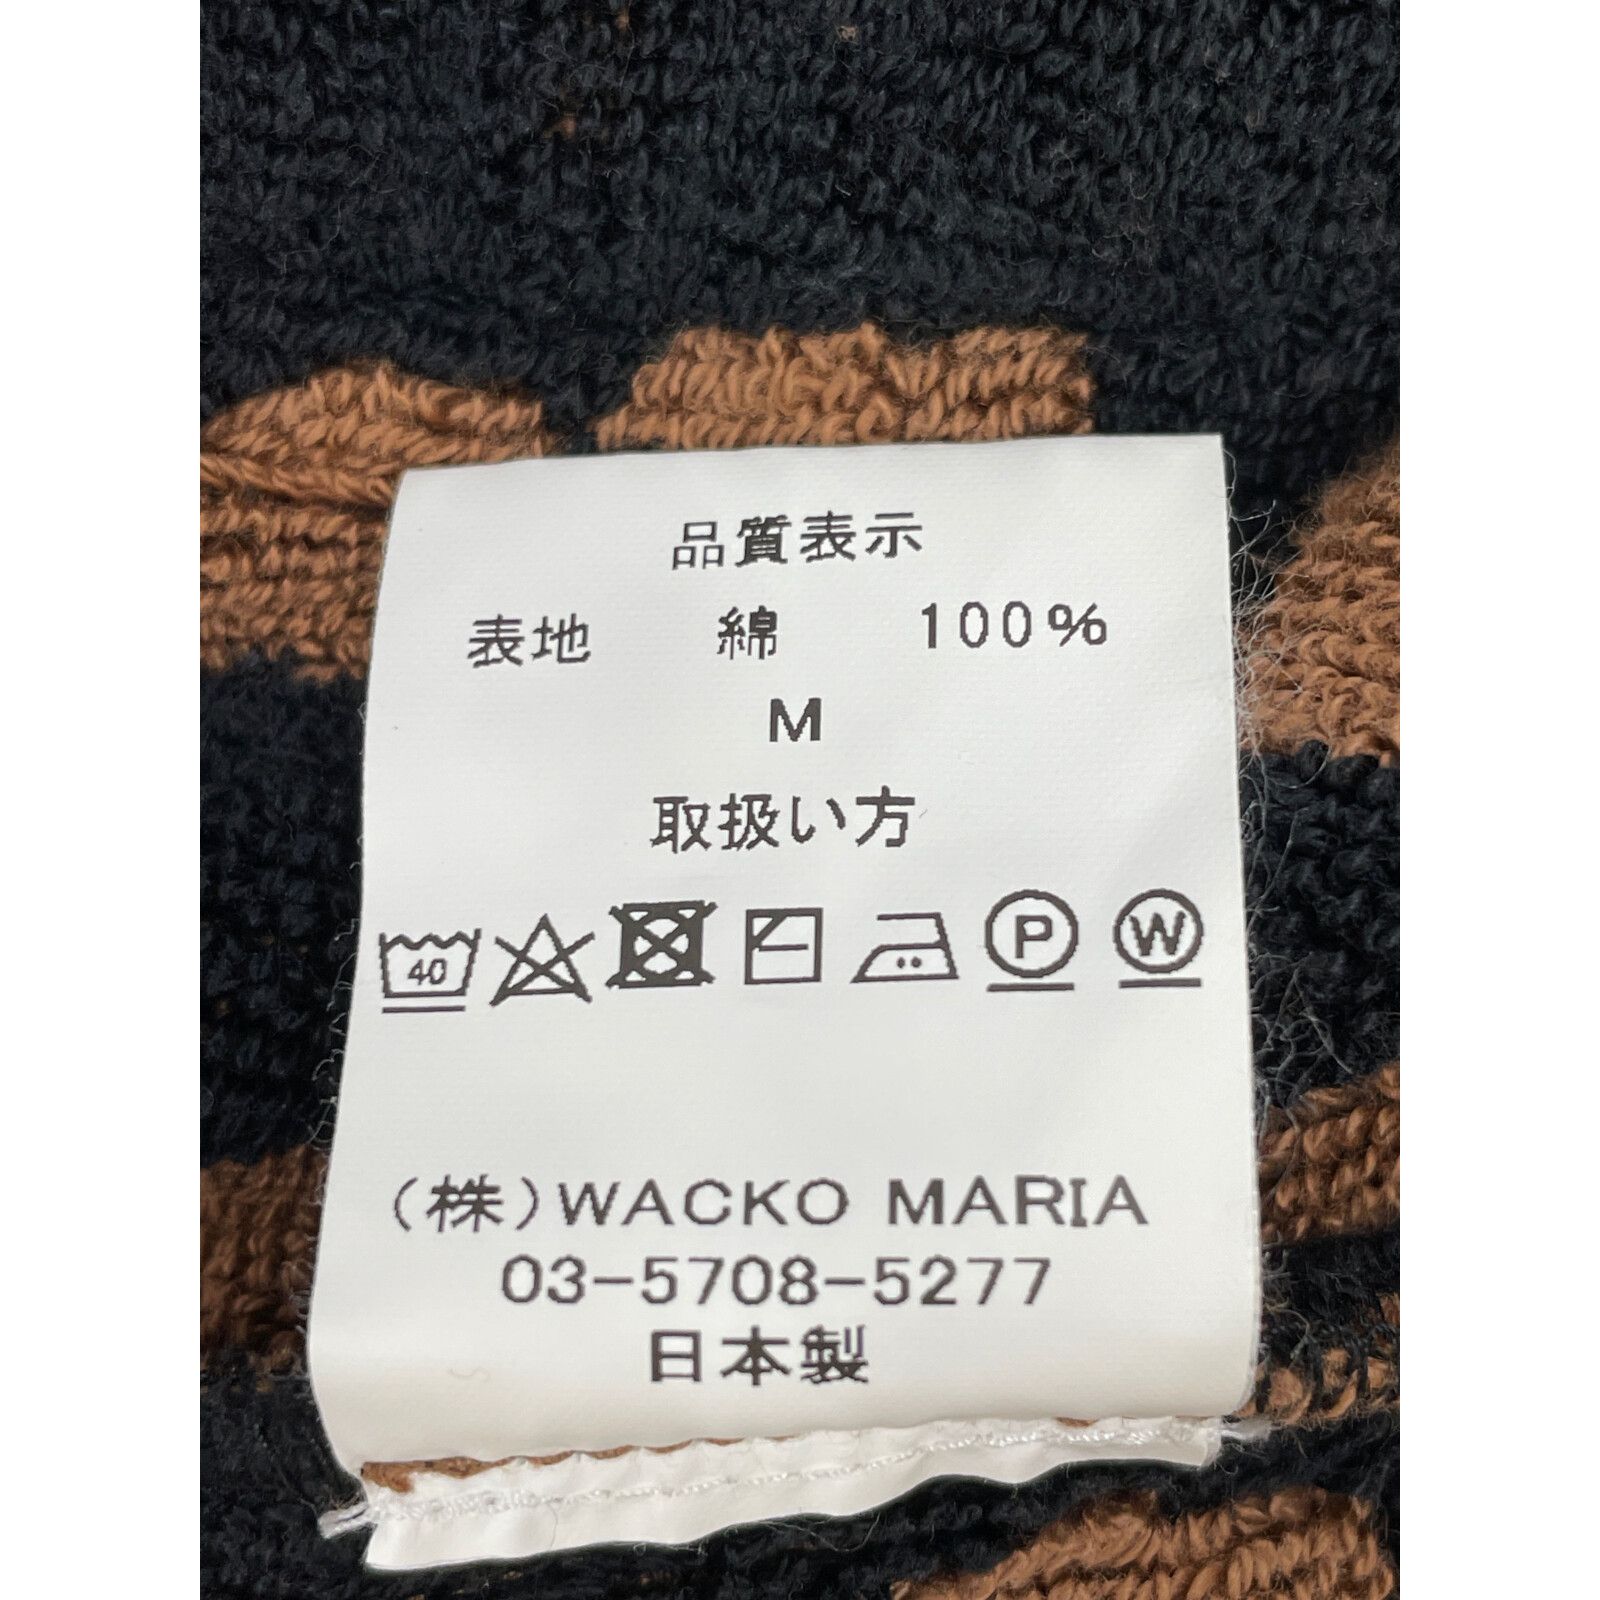 品質表示
表地 綿 100%
M
取扱い方
40 P W
(株)WACKO MARIA
03-5708-5277
日本製